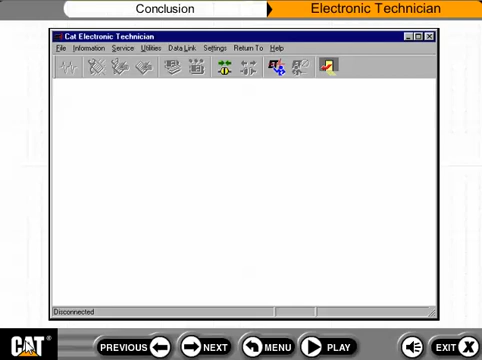 Conclusion
Electronic Technician
Cat Electronic Technician
File Information Service Utilities Data Link Settings Return To Help
ET
Disconnected
CAT®
PREVIOUS NEXT MENU PLAY EXIT